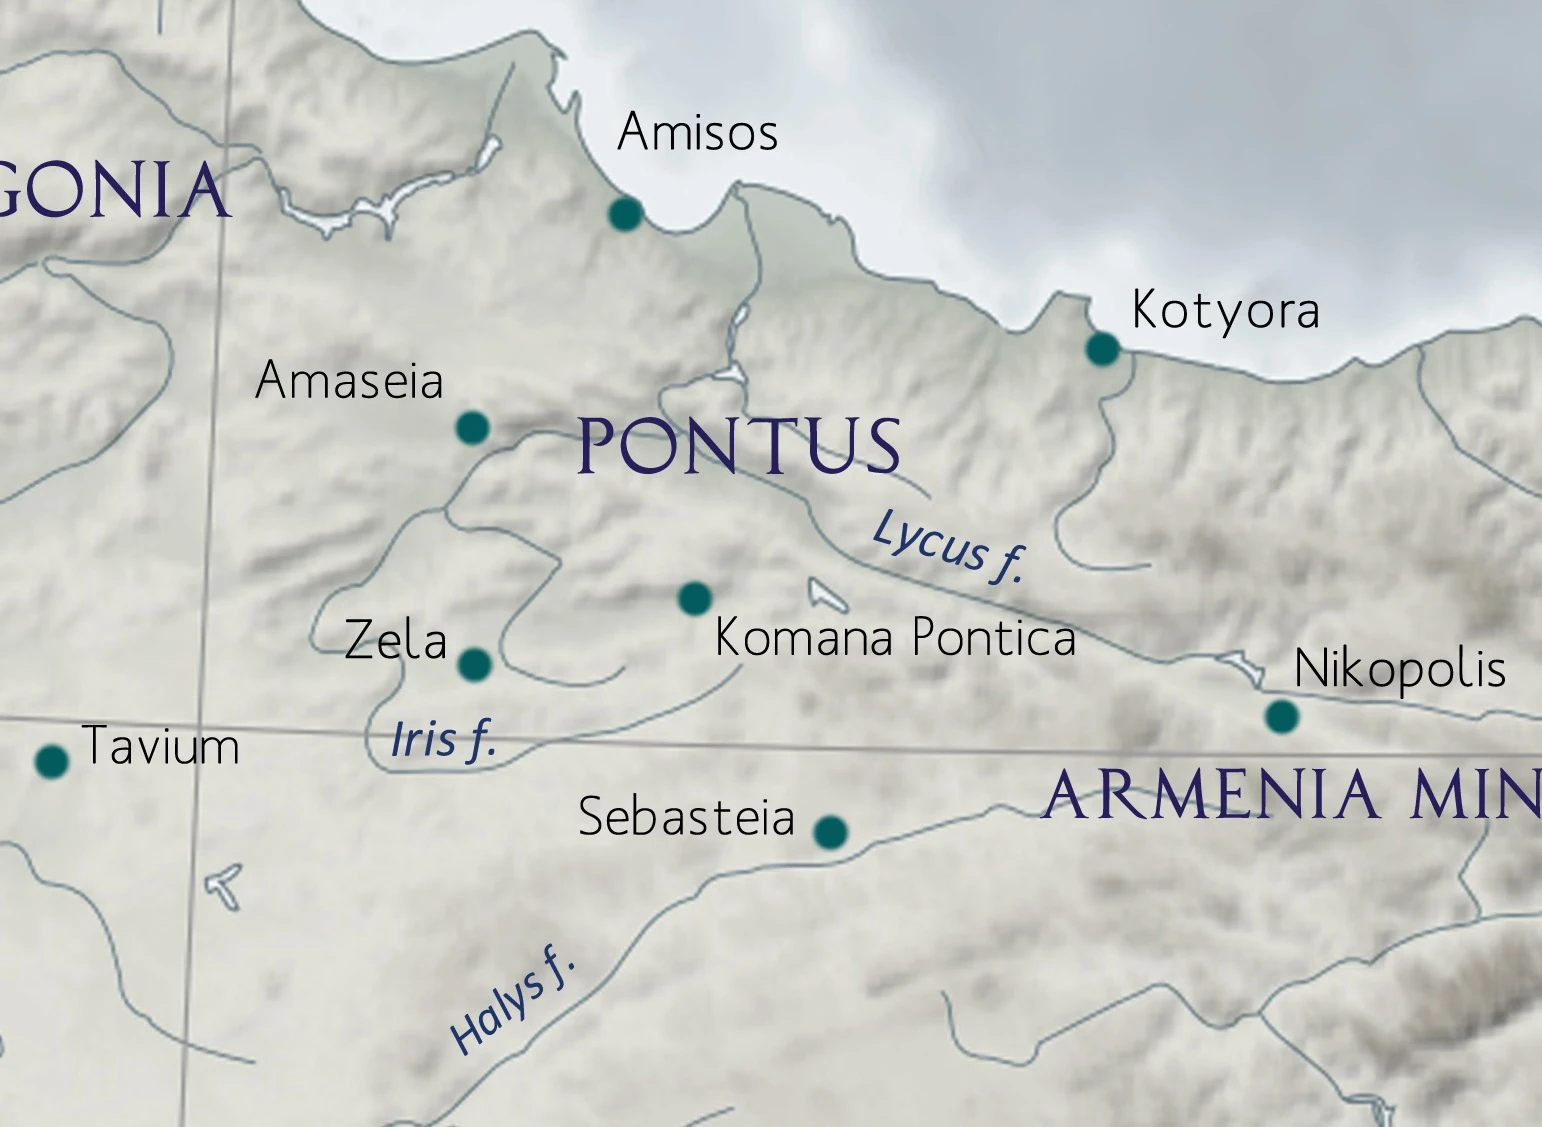 Amisos
GONIA
Kotyora
Amaseia
PONTUS
Lycus f.
Zela
Komana Pontica
Nikopolis
Iris f.
Tavium
ARMENIA MIN
Sebasteia
Halys f.